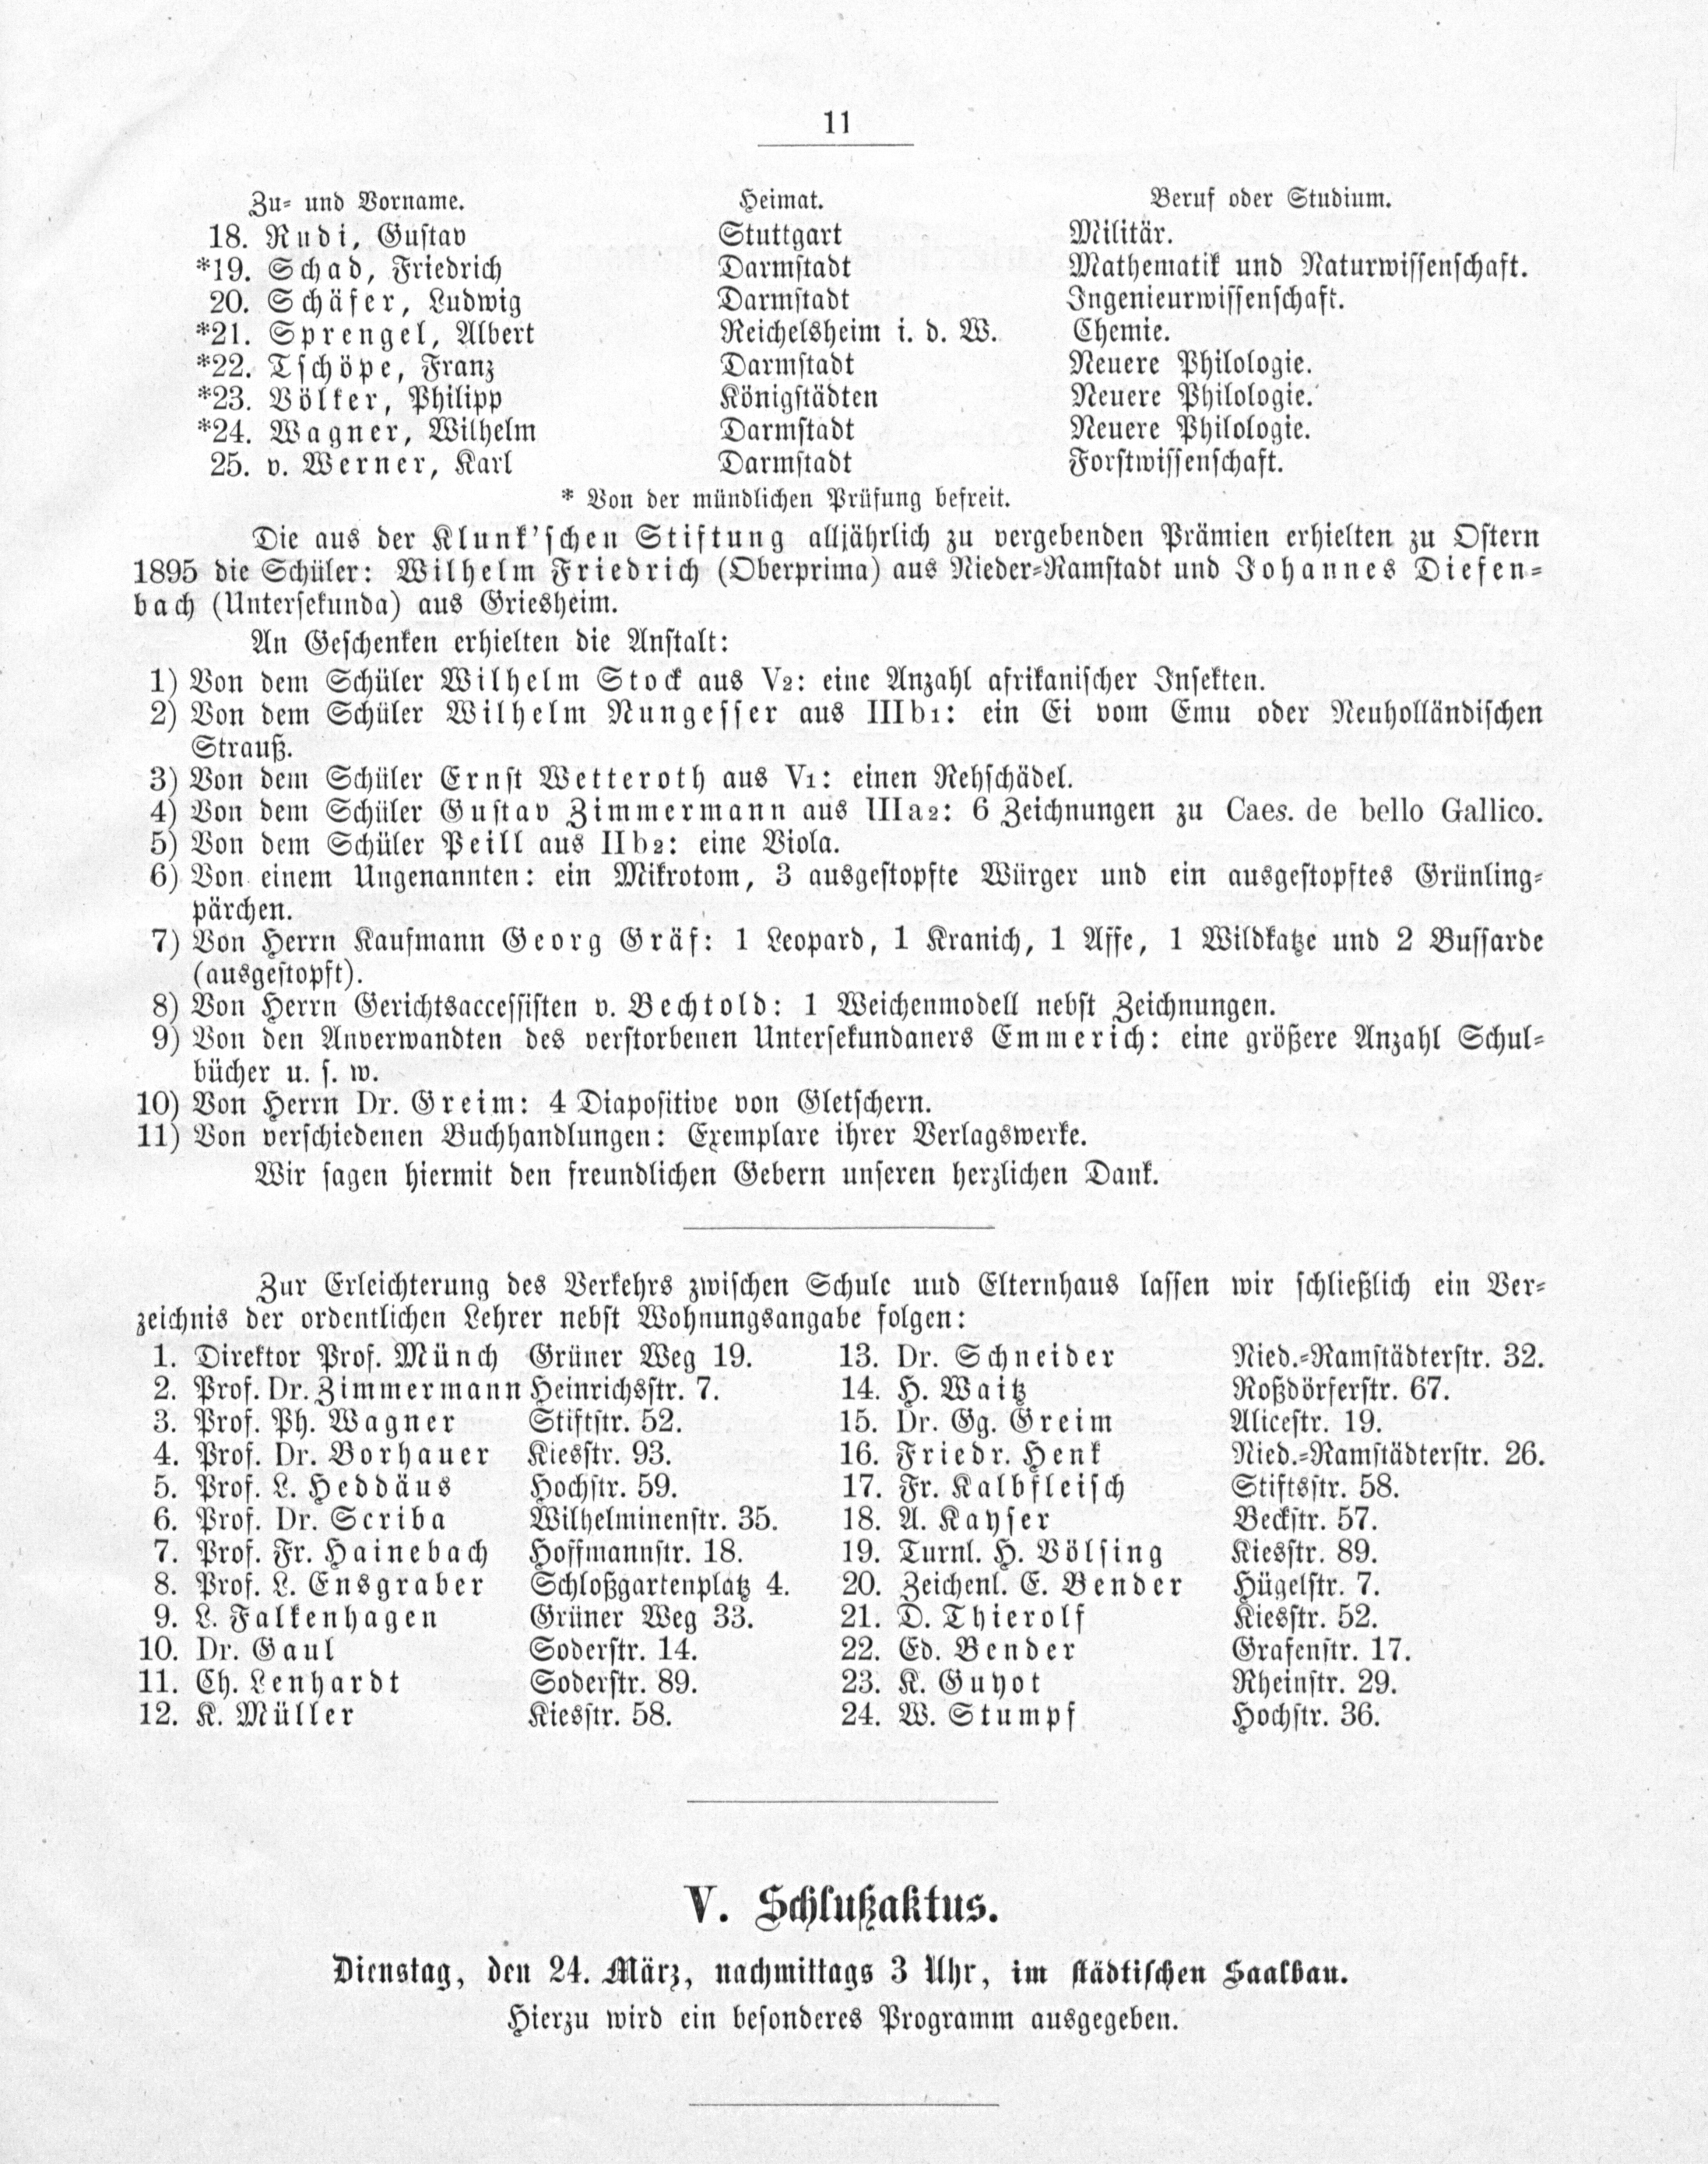 11
Zu- und Vorname. Heimat. Beruf oder Studium.
18. Rudi, Gustav Stuttgart Militär.
*19. Schad, Friedrich Darmstadt Mathematik und Naturwissenschaft.
20. Schäfer, Ludwig Darmstadt Ingenieurwissenschaft.
*21. Sprengel, Albert Reichelsheim i. d. W. Chemie.
*22. Tschöpe, Franz Darmstadt Neuere Philologie.
*23. Völker, Philipp Königstädten Neuere Philologie.
*24. Wagner, Wilhelm Darmstadt Neuere Philologie.
25. v. Werner, Karl Darmstadt Forstwissenschaft.
* Von der mündlichen Prüfung befreit.
Die aus der Klunk'schen Stiftung alljährlich zu vergebenden Prämien erhielten zu Ostern
1895 die Schüler: Wilhelm Friedrich (Oberprima) aus Nieder-Ramstadt und Johannes Diefen-
bach (Untersekunda) aus Griesheim.
An Geschenken erhielten die Anstalt:
1) Von dem Schüler Wilhelm Stock aus V2: eine Anzahl afrikanischer Insekten.
2) Von dem Schüler Wilhelm Nungesser aus IIIb1: ein Ei vom Emu oder Neuholländischen
Strauß.
3) Von dem Schüler Ernst Wetteroth aus V1: einen Rehschädel.
4) Von dem Schüler Gustav Zimmermann aus IIIa2: 6 Zeichnungen zu Caes. de bello Gallico.
5) Von dem Schüler Peill aus IIb2: eine Viola.
6) Von einem Ungenannten: ein Mikrotom, 3 ausgestopfte Würger und ein ausgestopftes Grünling-
pärchen.
7) Von Herrn Kaufmann Georg Gräf: 1 Leopard, 1 Kranich, 1 Affe, 1 Wildkatze und 2 Bussarde
(ausgestopft).
8) Von Herrn Gerichtsaccessisten v. Bechtold: 1 Weichenmodell nebst Zeichnungen.
9) Von den Anverwandten des verstorbenen Untersekundaners Emmerich: eine größere Anzahl Schul-
bücher u. s. w.
10) Von Herrn Dr. Greim: 4 Diapositive von Gletschern.
11) Von verschiedenen Buchhandlungen: Exemplare ihrer Verlagswerke.
Wir sagen hiermit den freundlichen Gebern unseren herzlichen Dank.
Zur Erleichterung des Verkehrs zwischen Schule und Elternhaus lassen wir schließlich ein Ver-
zeichnis der ordentlichen Lehrer nebst Wohnungsangabe folgen:
1. Direktor Prof. Münch Grüner Weg 19. 13. Dr. Schneider Nied.-Ramstädterstr. 32.
2. Prof. Dr. Zimmermann Heinrichsstr. 7. 14. H. Waitz Roßdörferstr. 67.
3. Prof. Ph. Wagner Stiftstr. 52. 15. Dr. Gg. Greim Alicestr. 19.
4. Prof. Dr. Borhauer Kiesstr. 93. 16. Friedr. Henk Nied.-Ramstädterstr. 26.
5. Prof. L. Heddäus Hochstr. 59. 17. Fr. Kalbfleisch Stiftsstr. 58.
6. Prof. Dr. Scriba Wilhelminenstr. 35. 18. A. Kayser Beckstr. 57.
7. Prof. Fr. Hainebach Hoffmannstr. 18. 19. Turnl. H. Völsing Kiesstr. 89.
8. Prof. L. Ensgraber Schloßgartenplatz 4. 20. Zeichenl. E. Bender Hügelstr. 7.
9. L. Falkenhagen Grüner Weg 33. 21. D. Thierolf Kiesstr. 52.
10. Dr. Gaul Soderstr. 14. 22. Ed. Bender Grafenstr. 17.
11. Ch. Lenhardt Soderstr. 89. 23. K. Guyot Rheinstr. 29.
12. K. Müller Kiesstr. 58. 24. W. Stumpf Hochstr. 36.
V. Schlußaktus.
Dienstag, den 24. März, nachmittags 3 Uhr, im städtischen Saalbau.
Hierzu wird ein besonderes Programm ausgegeben.